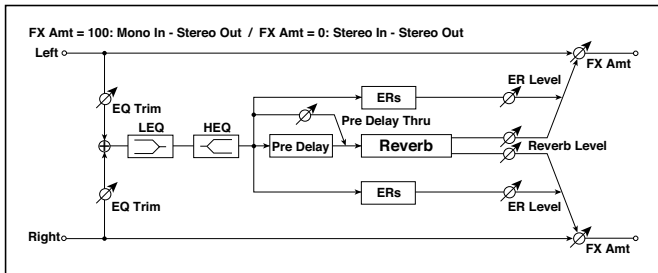 FX Amt = 100: Mono In - Stereo Out / FX Amt = 0: Stereo In - Stereo Out
Left
FX Amt
ERs
ER Level
EQ Trim
Pre Delay Thru
LEQ
HEQ
Pre Delay
Reverb
Reverb Level
EQ Trim
ERs
ER Level
Right
FX Amt